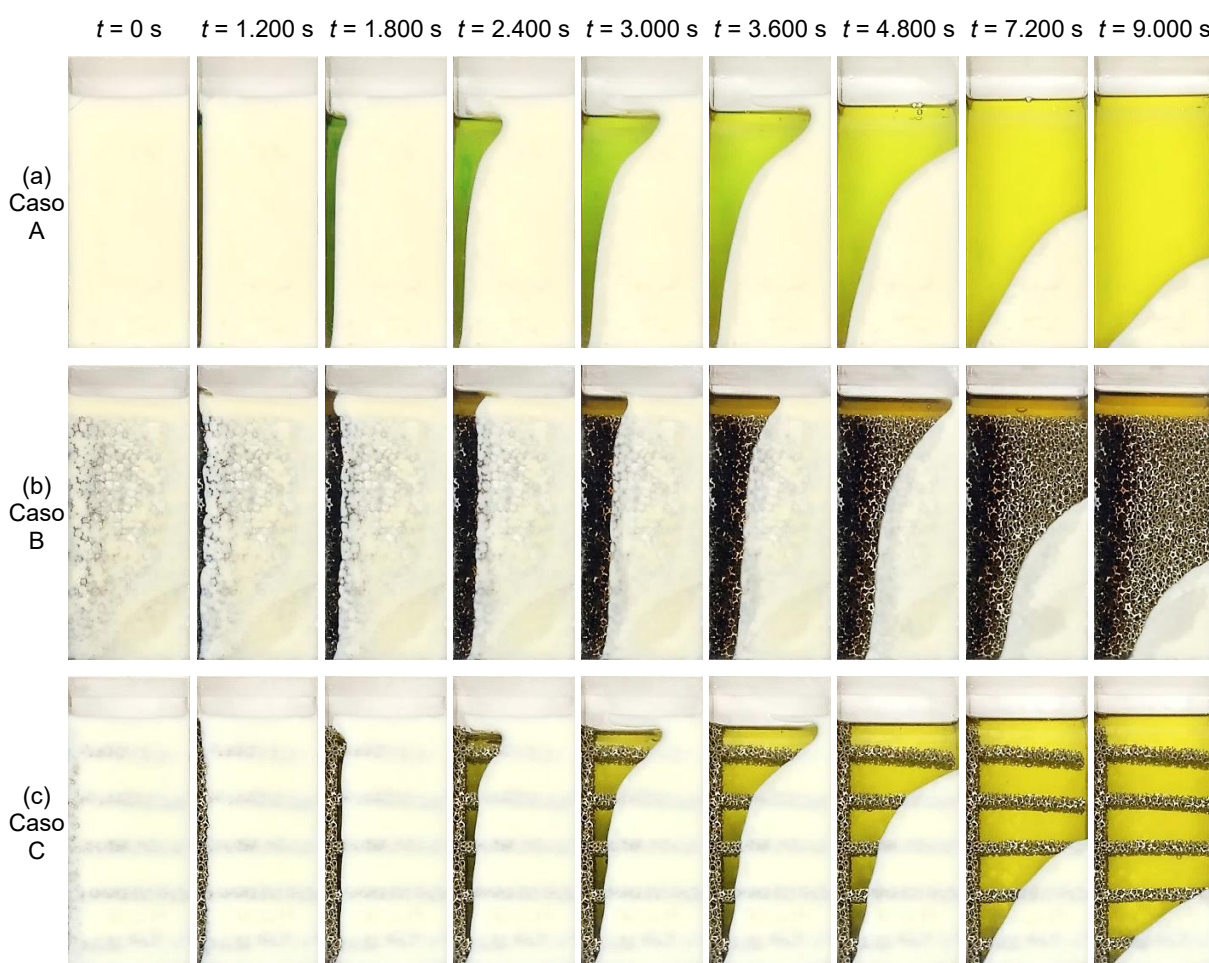 t = 0 s t = 1.200 s t = 1.800 s t = 2.400 s t = 3.000 s t = 3.600 s t = 4.800 s t = 7.200 s t = 9.000 s
(a)
Caso
A
(b)
Caso
B
(c)
Caso
C